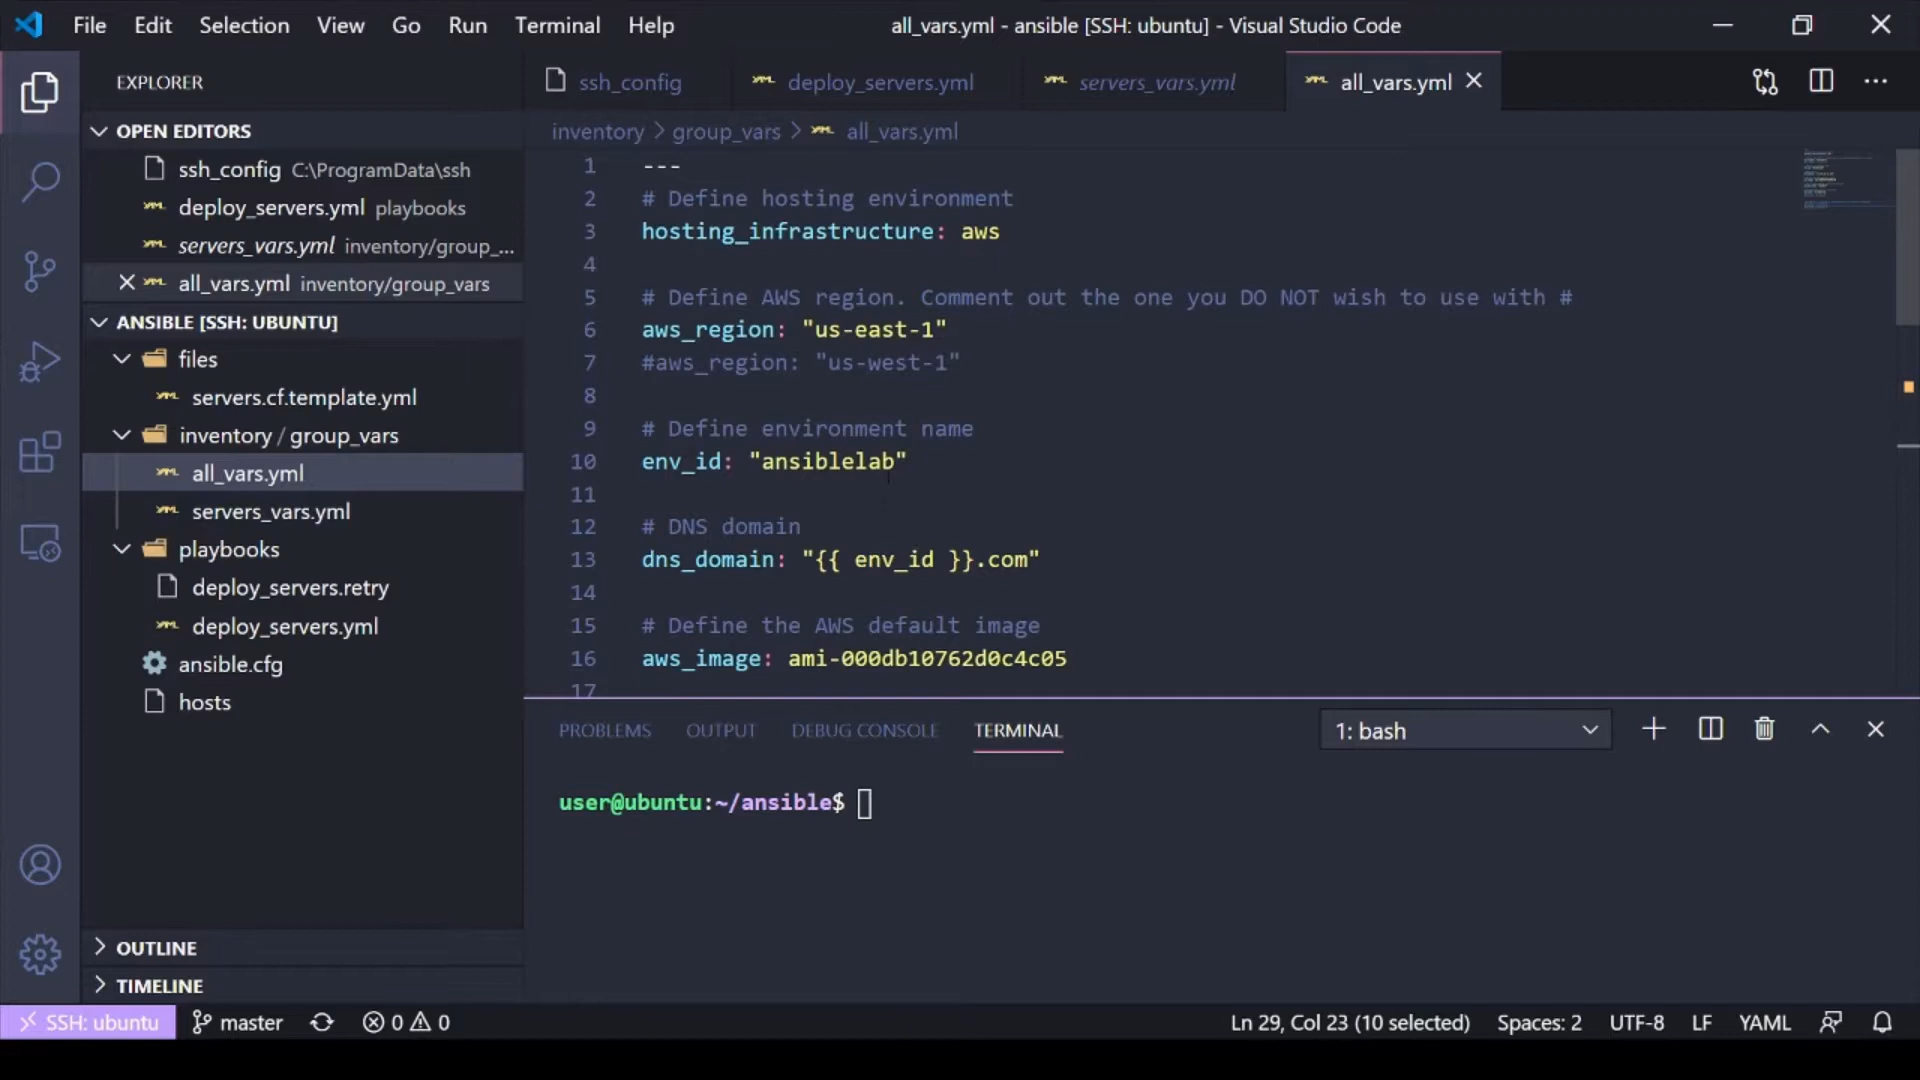 File Edit Selection View Go Run Terminal Help
all_vars.yml - ansible [SSH: ubuntu] - Visual Studio Code
EXPLORER
OPEN EDITORS
ssh_config C:\ProgramData\ssh
deploy_servers.yml playbooks
servers_vars.yml inventory/group_...
all_vars.yml inventory/group_vars
ANSIBLE [SSH: UBUNTU]
files
servers.cf.template.yml
inventory / group_vars
all_vars.yml
servers_vars.yml
playbooks
deploy_servers.retry
deploy_servers.yml
ansible.cfg
hosts
OUTLINE
TIMELINE
ssh_config deploy_servers.yml servers_vars.yml all_vars.yml
inventory > group_vars > all_vars.yml
1 ---
2 # Define hosting environment
3 hosting_infrastructure: aws
4
5 # Define AWS region. Comment out the one you DO NOT wish to use with #
6 aws_region: "us-east-1"
7 #aws_region: "us-west-1"
8
9 # Define environment name
10 env_id: "ansiblelab"
11
12 # DNS domain
13 dns_domain: "{{ env_id }}.com"
14
15 # Define the AWS default image
16 aws_image: ami-000db10762d0c4c05
17
PROBLEMS OUTPUT DEBUG CONSOLE TERMINAL 1: bash
user@ubuntu:~/ansible$
SSH: ubuntu master 0 0 Ln 29, Col 23 (10 selected) Spaces: 2 UTF-8 LF YAML